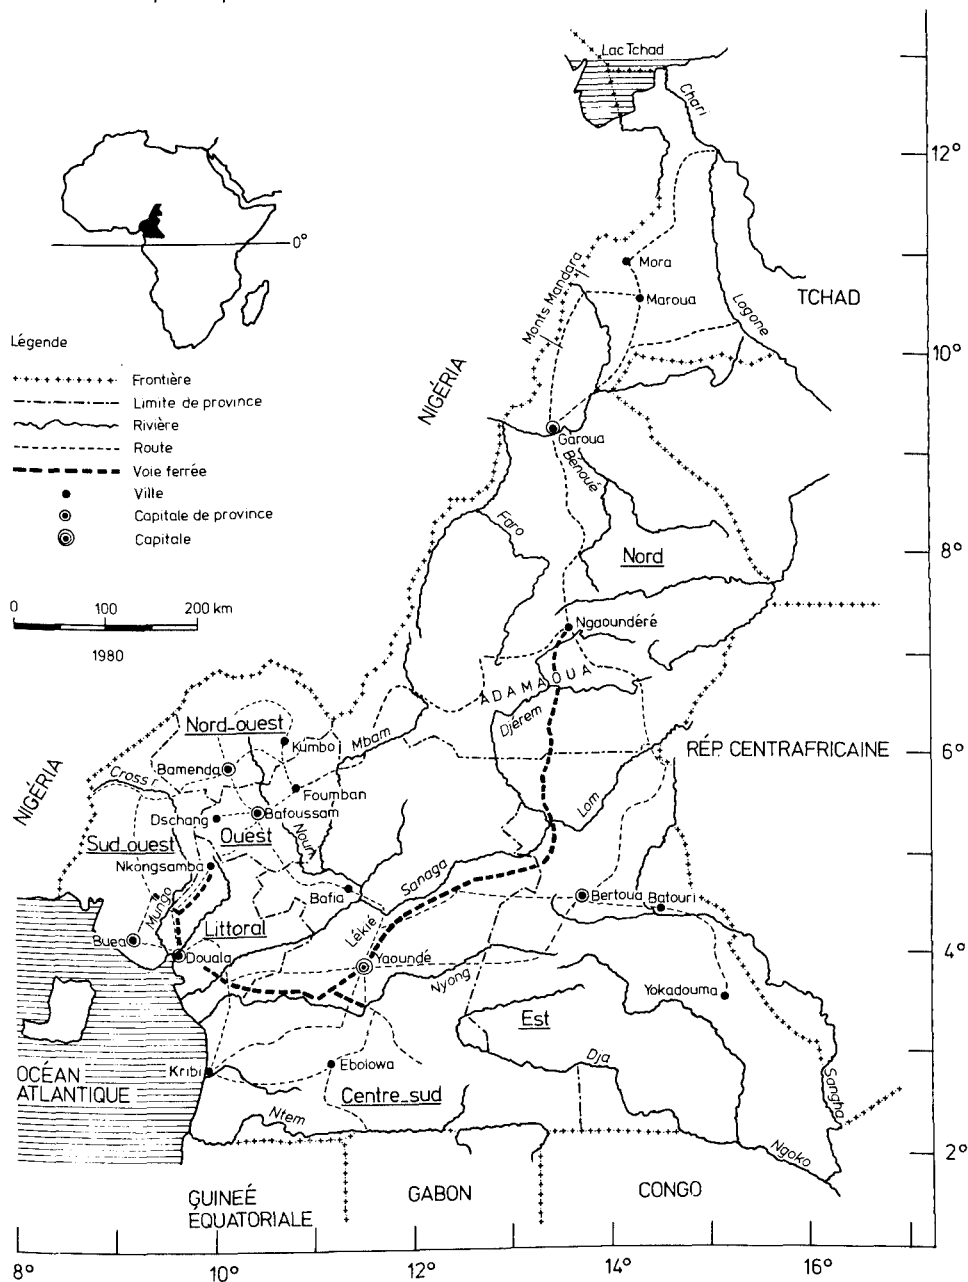 Lac Tchad
Chari
12°
0°
Mora
Monts Mandara
Maroua
TCHAD
Logone
Légende
10°
NIGÉRIA
Frontière
Limite de province
Rivière
Route
Voie ferrée
Ville
Capitale de province
Capitale
Garoua
Bénoué
Faro
8°
Nord
0 100 200 km
1980
Ngaoundéré
ADAMAOUA
Djérem
Nord_ouest
Kumbo
Mbam
6°
RÉP. CENTRAFRICAINE
Cross r.
Bamenda
Foumban
NIGÉRIA
Dschang
Bafoussam
Lom
Ouest
Noun
Sud_ouest
Nkongsamba
Sanaga
Bafia
Bertoua
Batouri
Mungo
Littoral
Lékié
Buea
Douala
Yaoundé
4°
Nyong
Yokadouma
Est
Dja
Kribi
Ebolowa
OCÉAN
ATLANTIQUE
Centre_sud
Sangha
Ntem
Ngoko
2°
GUINEÉ
ÉQUATORIALE
GABON
CONGO
8° 10° 12° 14° 16°